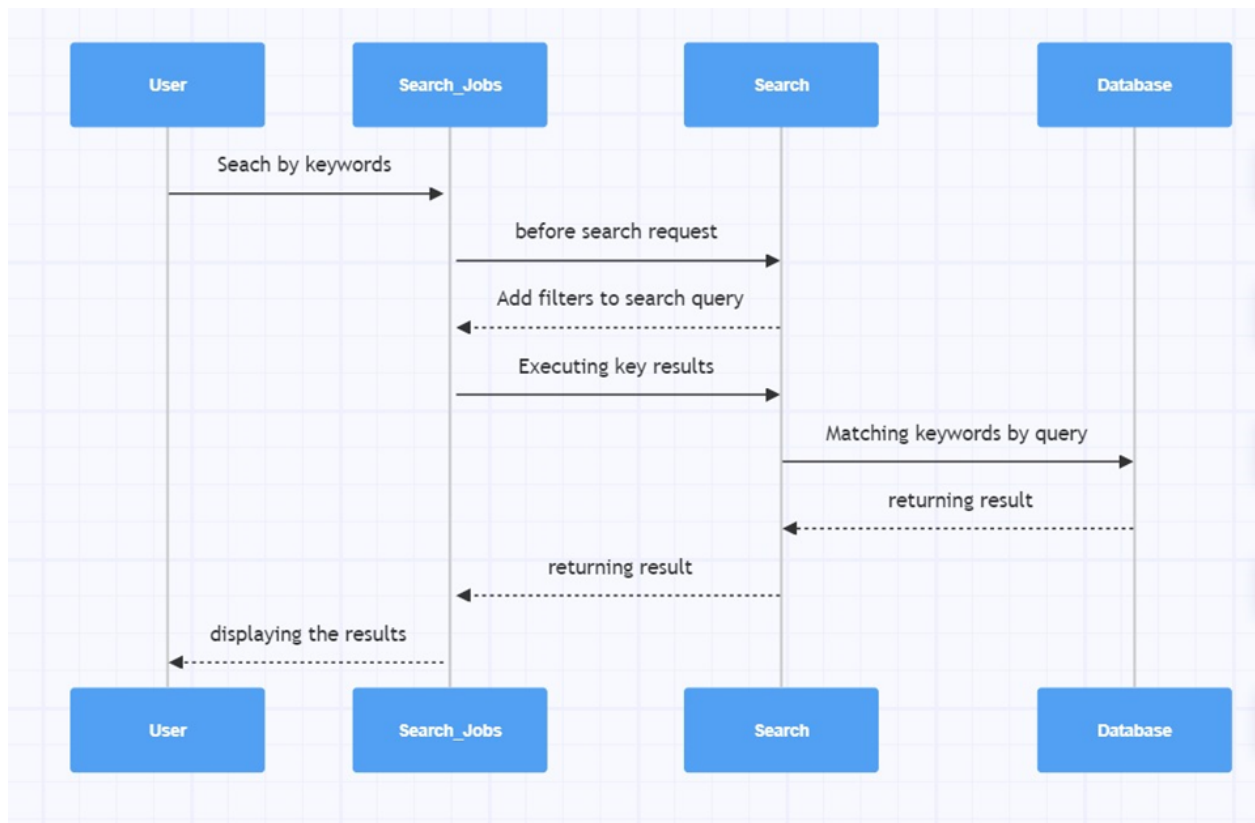 User
Search_Jobs
Search
Database
Seach by keywords
before search request
Add filters to search query
Executing key results
Matching keywords by query
returning result
returning result
displaying the results
User
Search_Jobs
Search
Database